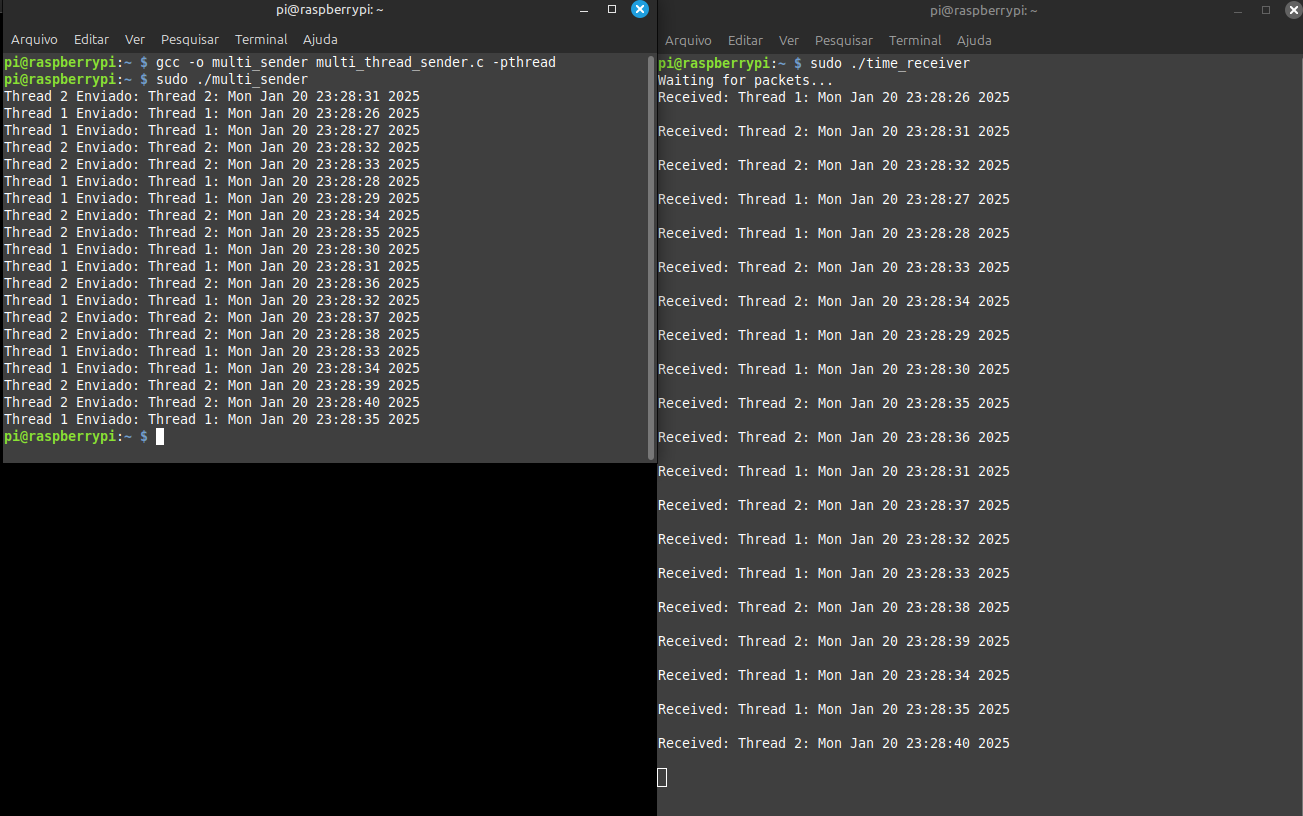 pi@raspberrypi: ~
Arquivo Editar Ver Pesquisar Terminal Ajuda
pi@raspberrypi:~ $ gcc -o multi_sender multi_thread_sender.c -pthread
pi@raspberrypi:~ $ sudo ./multi_sender
Thread 2 Enviado: Thread 2: Mon Jan 20 23:28:31 2025
Thread 1 Enviado: Thread 1: Mon Jan 20 23:28:26 2025
Thread 1 Enviado: Thread 1: Mon Jan 20 23:28:27 2025
Thread 2 Enviado: Thread 2: Mon Jan 20 23:28:32 2025
Thread 2 Enviado: Thread 2: Mon Jan 20 23:28:33 2025
Thread 1 Enviado: Thread 1: Mon Jan 20 23:28:28 2025
Thread 1 Enviado: Thread 1: Mon Jan 20 23:28:29 2025
Thread 2 Enviado: Thread 2: Mon Jan 20 23:28:34 2025
Thread 2 Enviado: Thread 2: Mon Jan 20 23:28:35 2025
Thread 1 Enviado: Thread 1: Mon Jan 20 23:28:30 2025
Thread 1 Enviado: Thread 1: Mon Jan 20 23:28:31 2025
Thread 2 Enviado: Thread 2: Mon Jan 20 23:28:36 2025
Thread 1 Enviado: Thread 1: Mon Jan 20 23:28:32 2025
Thread 2 Enviado: Thread 2: Mon Jan 20 23:28:37 2025
Thread 2 Enviado: Thread 2: Mon Jan 20 23:28:38 2025
Thread 1 Enviado: Thread 1: Mon Jan 20 23:28:33 2025
Thread 1 Enviado: Thread 1: Mon Jan 20 23:28:34 2025
Thread 2 Enviado: Thread 2: Mon Jan 20 23:28:39 2025
Thread 2 Enviado: Thread 2: Mon Jan 20 23:28:40 2025
Thread 1 Enviado: Thread 1: Mon Jan 20 23:28:35 2025
pi@raspberrypi:~ $
pi@raspberrypi: ~
Arquivo Editar Ver Pesquisar Terminal Ajuda
pi@raspberrypi:~ $ sudo ./time_receiver
Waiting for packets...
Received: Thread 1: Mon Jan 20 23:28:26 2025
Received: Thread 2: Mon Jan 20 23:28:31 2025
Received: Thread 2: Mon Jan 20 23:28:32 2025
Received: Thread 1: Mon Jan 20 23:28:27 2025
Received: Thread 1: Mon Jan 20 23:28:28 2025
Received: Thread 2: Mon Jan 20 23:28:33 2025
Received: Thread 2: Mon Jan 20 23:28:34 2025
Received: Thread 1: Mon Jan 20 23:28:29 2025
Received: Thread 1: Mon Jan 20 23:28:30 2025
Received: Thread 2: Mon Jan 20 23:28:35 2025
Received: Thread 2: Mon Jan 20 23:28:36 2025
Received: Thread 1: Mon Jan 20 23:28:31 2025
Received: Thread 2: Mon Jan 20 23:28:37 2025
Received: Thread 1: Mon Jan 20 23:28:32 2025
Received: Thread 1: Mon Jan 20 23:28:33 2025
Received: Thread 2: Mon Jan 20 23:28:38 2025
Received: Thread 2: Mon Jan 20 23:28:39 2025
Received: Thread 1: Mon Jan 20 23:28:34 2025
Received: Thread 1: Mon Jan 20 23:28:35 2025
Received: Thread 2: Mon Jan 20 23:28:40 2025